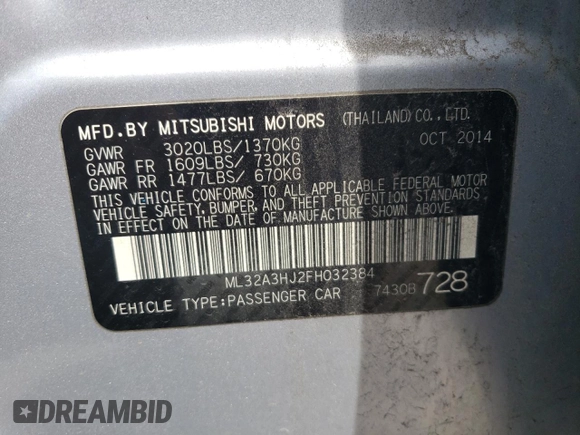 MFD.BY MITSUBISHI MOTORS (THAILAND)CO.,LTD.
OCT 2014
GVWR 3020LBS/1370KG
GAWR FR 1609LBS/ 730KG
GAWR RR 1477LBS/ 670KG
THIS VEHICLE CONFORMS TO ALL APPLICABLE FEDERAL MOTOR
VEHICLE SAFETY, BUMPER, AND THEFT PREVENTION STANDARDS
IN EFFECT ON THE DATE OF MANUFACTURE SHOWN ABOVE.
ML32A3HJ2FH032384
VEHICLE TYPE:PASSENGER CAR 74308 728
DREAMBID